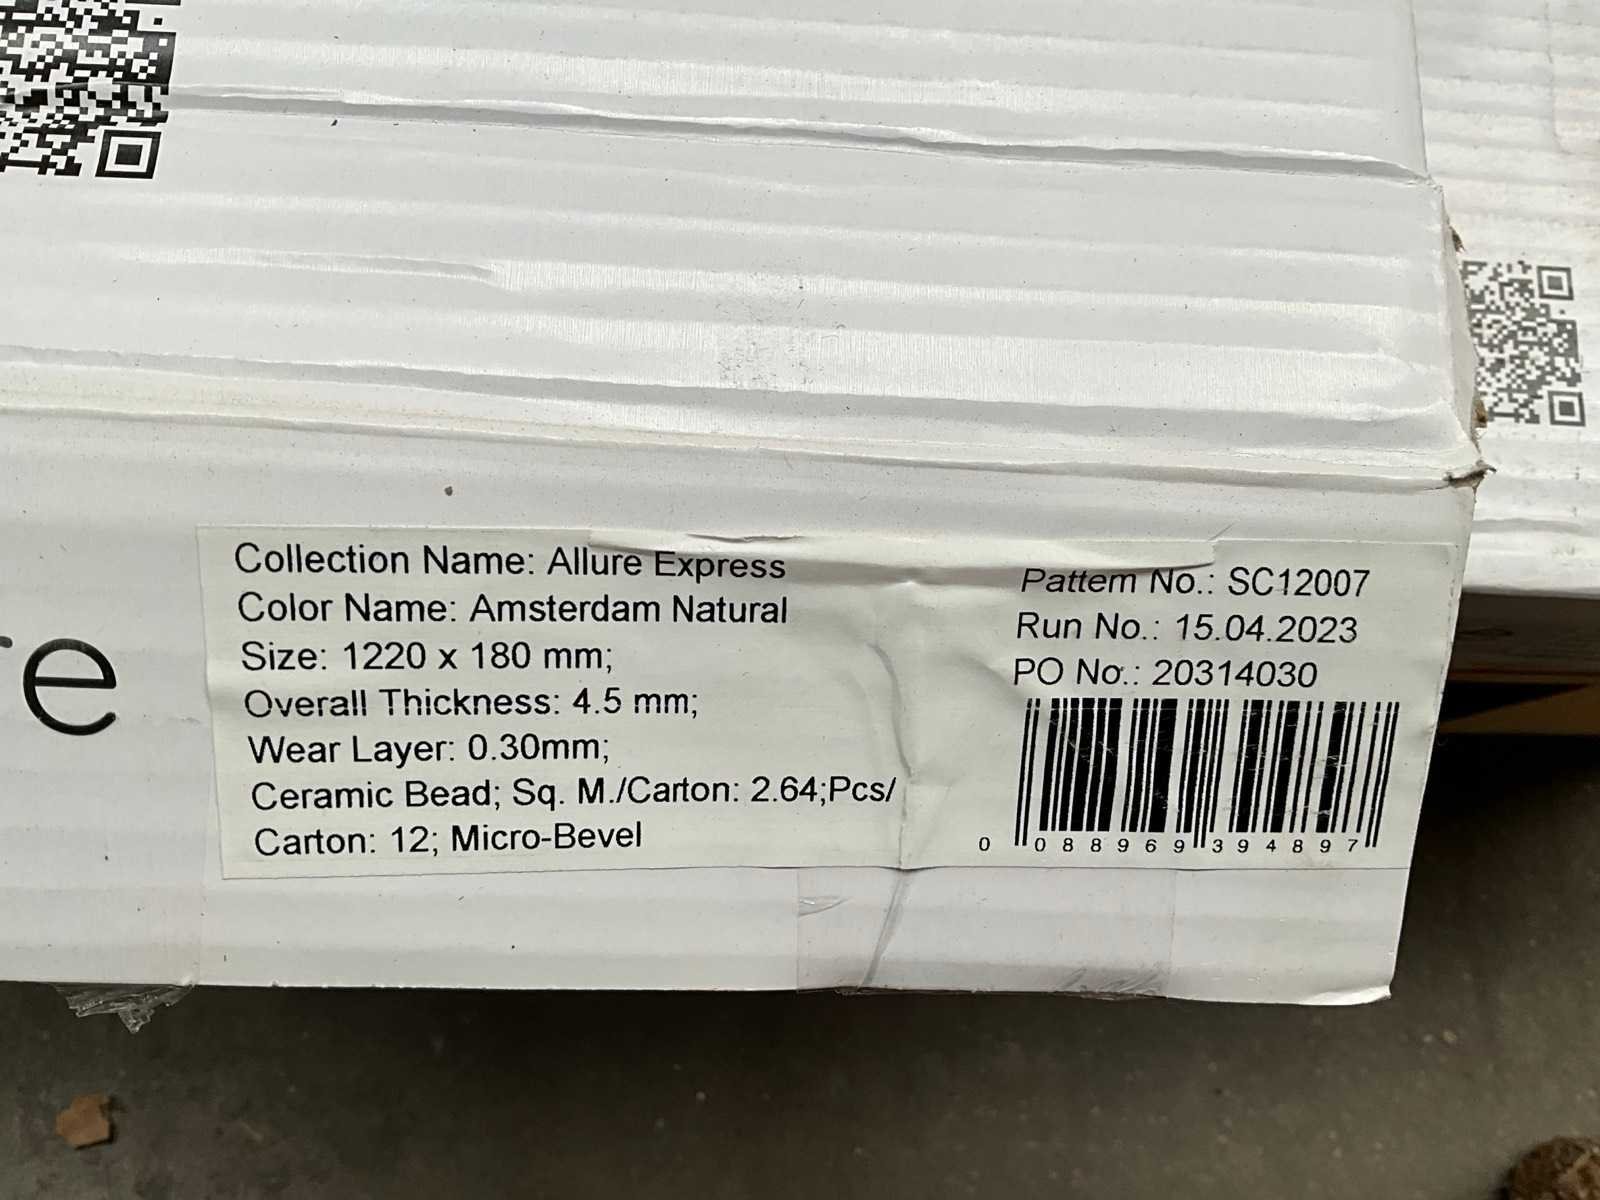 re
Collection Name: Allure Express
Color Name: Amsterdam Natural
Size: 1220 x 180 mm;
Overall Thickness: 4.5 mm;
Wear Layer: 0.30mm;
Ceramic Bead; Sq. M./Carton: 2.64;Pcs/
Carton: 12; Micro-Bevel
Pattern No.: SC12007
Run No.: 15.04.2023
PO No.: 20314030
0 088969 394897